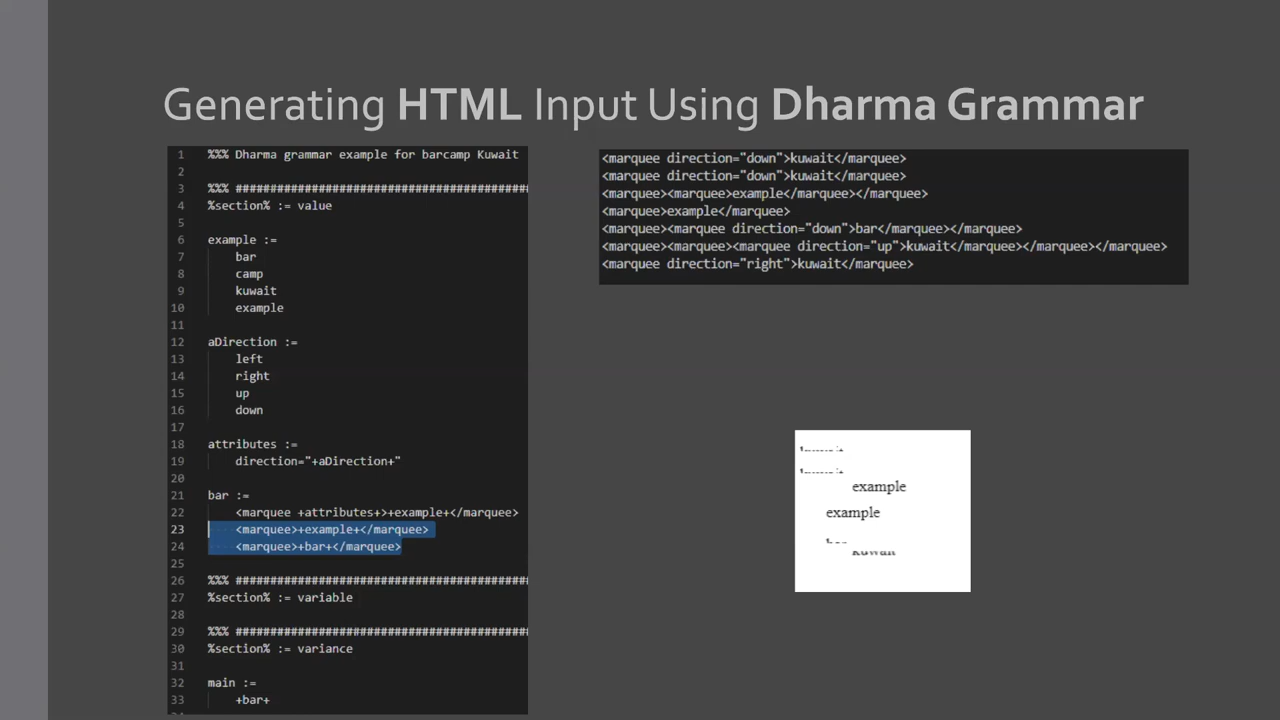 Generating HTML Input Using Dharma Grammar
1 %%% Dharma grammar example for barcamp Kuwait
2
3 %%% ##########################################
4 %section% := value
5
6 example :=
7 bar
8 camp
9 kuwait
10 example
11
12 aDirection :=
13 left
14 right
15 up
16 down
17
18 attributes :=
19 direction="+aDirection+"
20
21 bar :=
22 <marquee +attributes+>+example+</marquee>
23 <marquee>+example+</marquee>
24 <marquee>+bar+</marquee>
25
26 %%% ##########################################
27 %section% := variable
28
29 %%% ##########################################
30 %section% := variance
31
32 main :=
33 +bar+
<marquee direction="down">kuwait</marquee>
<marquee direction="down">kuwait</marquee>
<marquee><marquee>example</marquee></marquee>
<marquee>example</marquee>
<marquee><marquee direction="down">bar</marquee></marquee>
<marquee><marquee><marquee direction="up">kuwait</marquee></marquee></marquee>
<marquee direction="right">kuwait</marquee>
example
example
kuwait